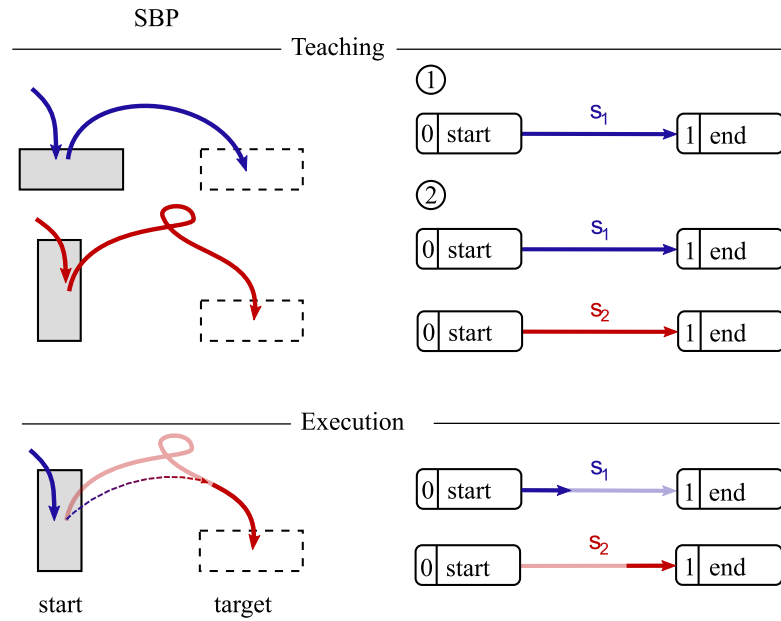 SBP
Teaching
1
s1
0 start
1 end
2
s1
0 start
1 end
s2
0 start
1 end
Execution
s1
0 start
1 end
s2
0 start
1 end
start
target